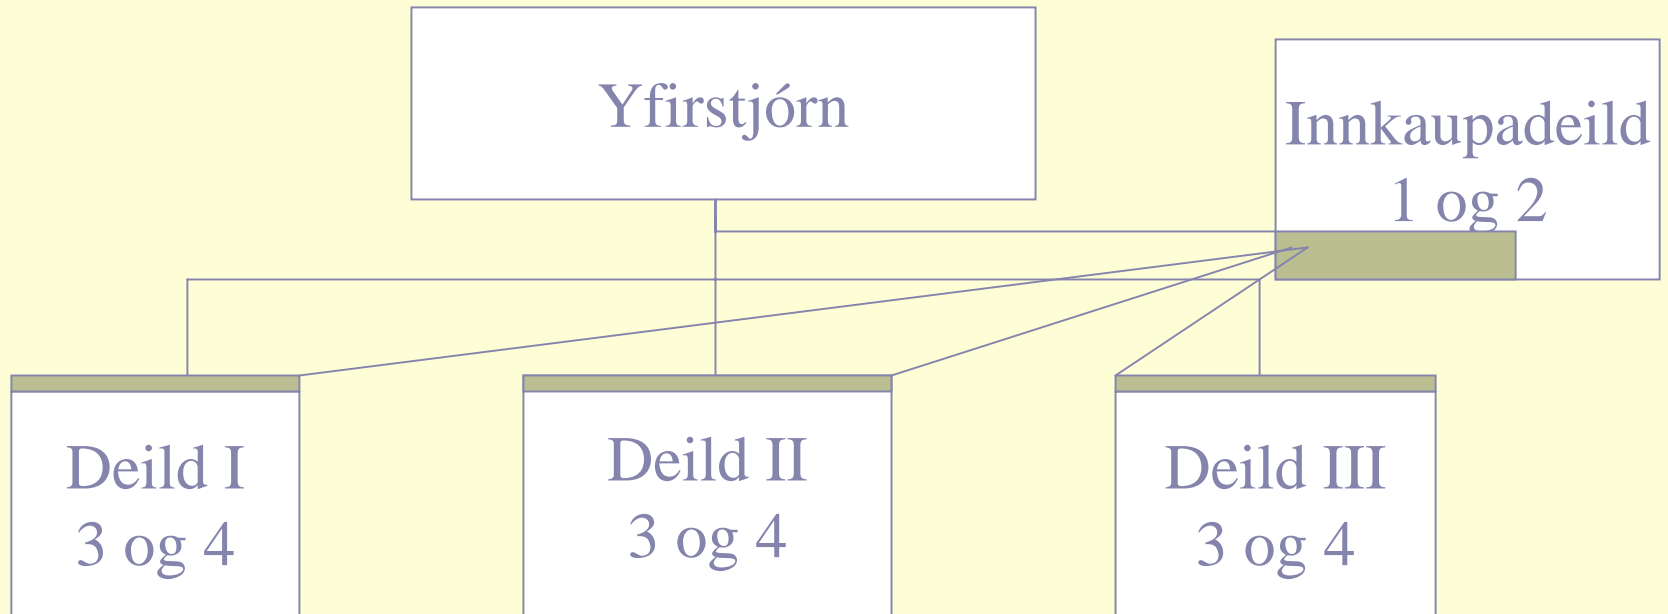 Yfirstjórn
Innkaupadeild
1 og 2
Deild I
3 og 4
Deild II
3 og 4
Deild III
3 og 4